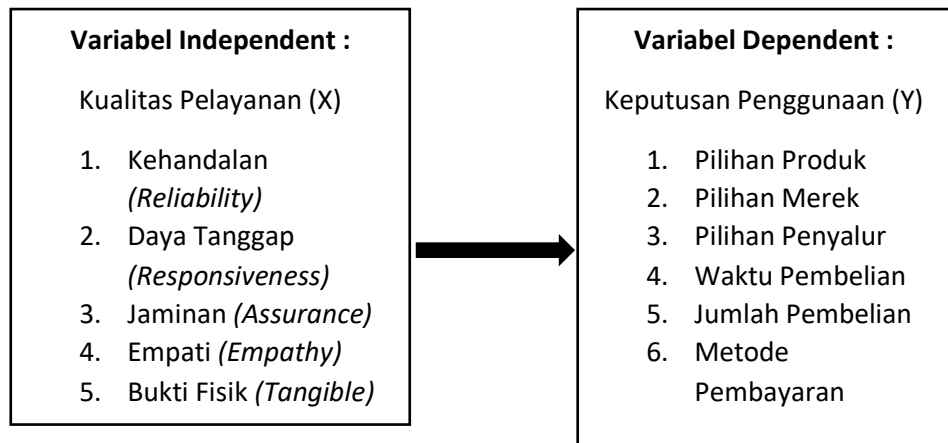 Variabel Independent :
Kualitas Pelayanan (X)
1. Kehandalan
(Reliability)
2. Daya Tanggap
(Responsiveness)
3. Jaminan (Assurance)
4. Empati (Empathy)
5. Bukti Fisik (Tangible)
Variabel Dependent :
Keputusan Penggunaan (Y)
1. Pilihan Produk
2. Pilihan Merek
3. Pilihan Penyalur
4. Waktu Pembelian
5. Jumlah Pembelian
6. Metode
Pembayaran